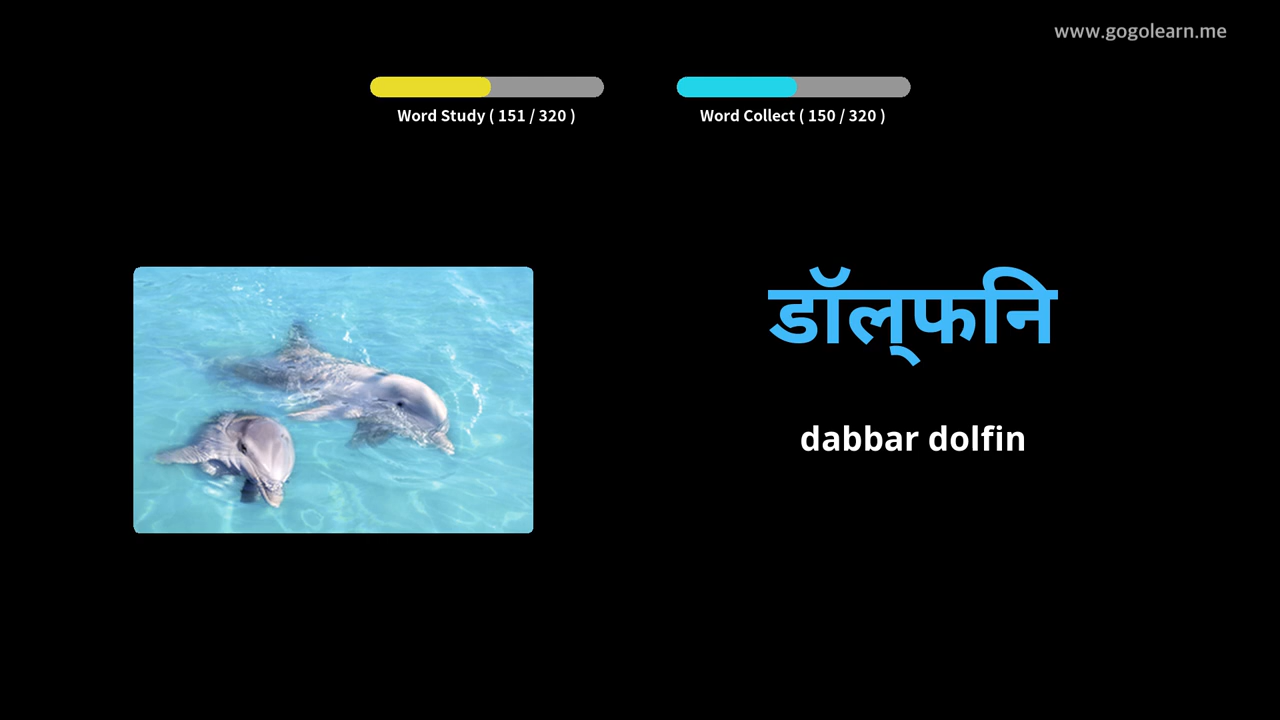 www.gogolearn.me
Word Study ( 151 / 320 )
Word Collect ( 150 / 320 )
डॉल्‌फनि
dabbar dolfin